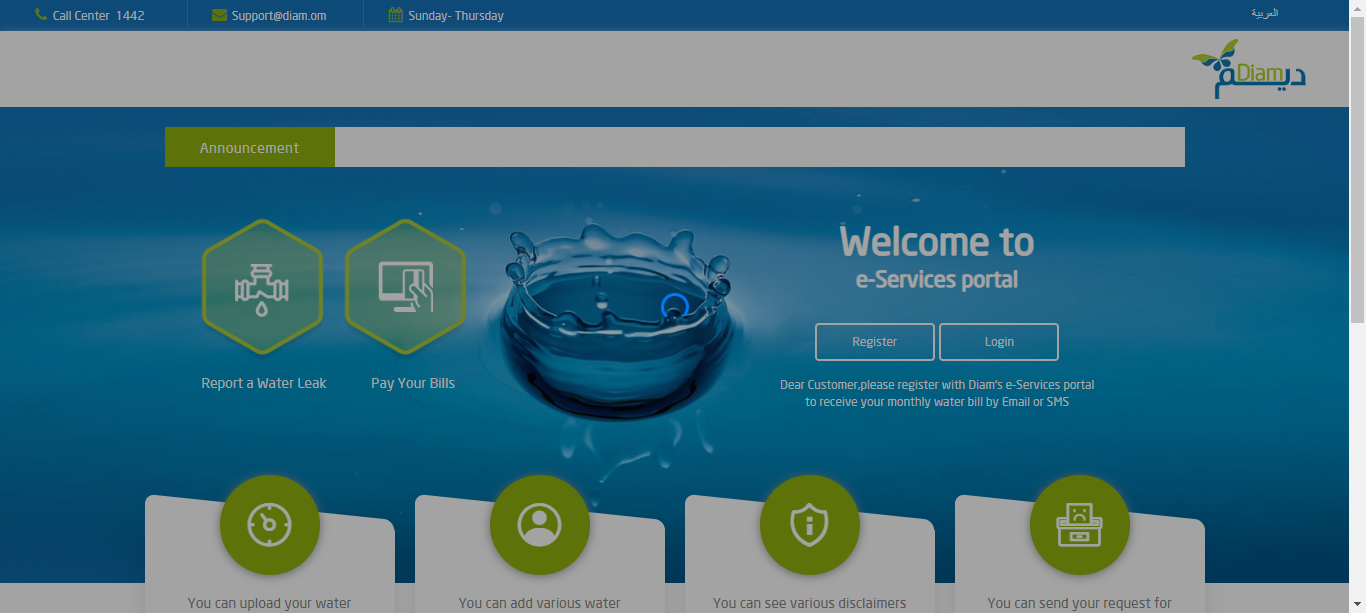 Call Center 1442
Support@diam.om
Sunday- Thursday
العربية
Diam
ديم
Announcement
Welcome to
e-Services portal
Register
Login
Report a Water Leak
Pay Your Bills
Dear Customer,please register with Diam's e-Services portal
to receive your monthly water bill by Email or SMS
You can upload your water
You can add various water
You can see various disclaimers
You can send your request for